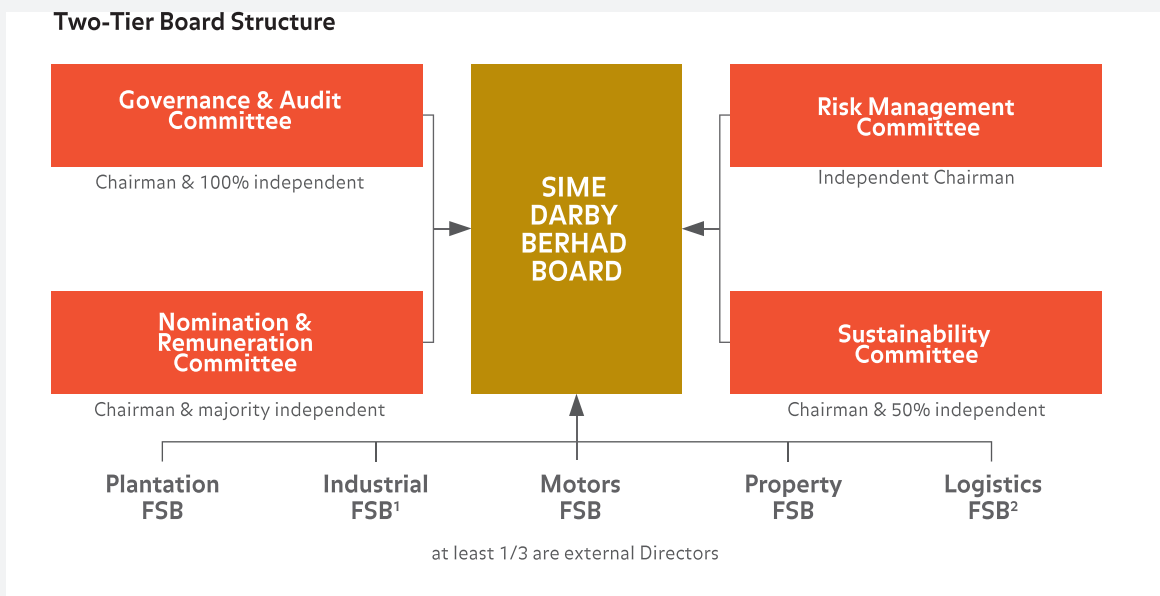 Two-Tier Board Structure
Governance & Audit
Committee
Chairman & 100% independent
Nomination &
Remuneration
Committee
Chairman & majority independent
SIME
DARBY
BERHAD
BOARD
Risk Management
Committee
Independent Chairman
Sustainability
Committee
Chairman & 50% independent
Plantation
FSB
Industrial
FSB¹
Motors
FSB
Property
FSB
Logistics
FSB²
at least 1/3 are external Directors